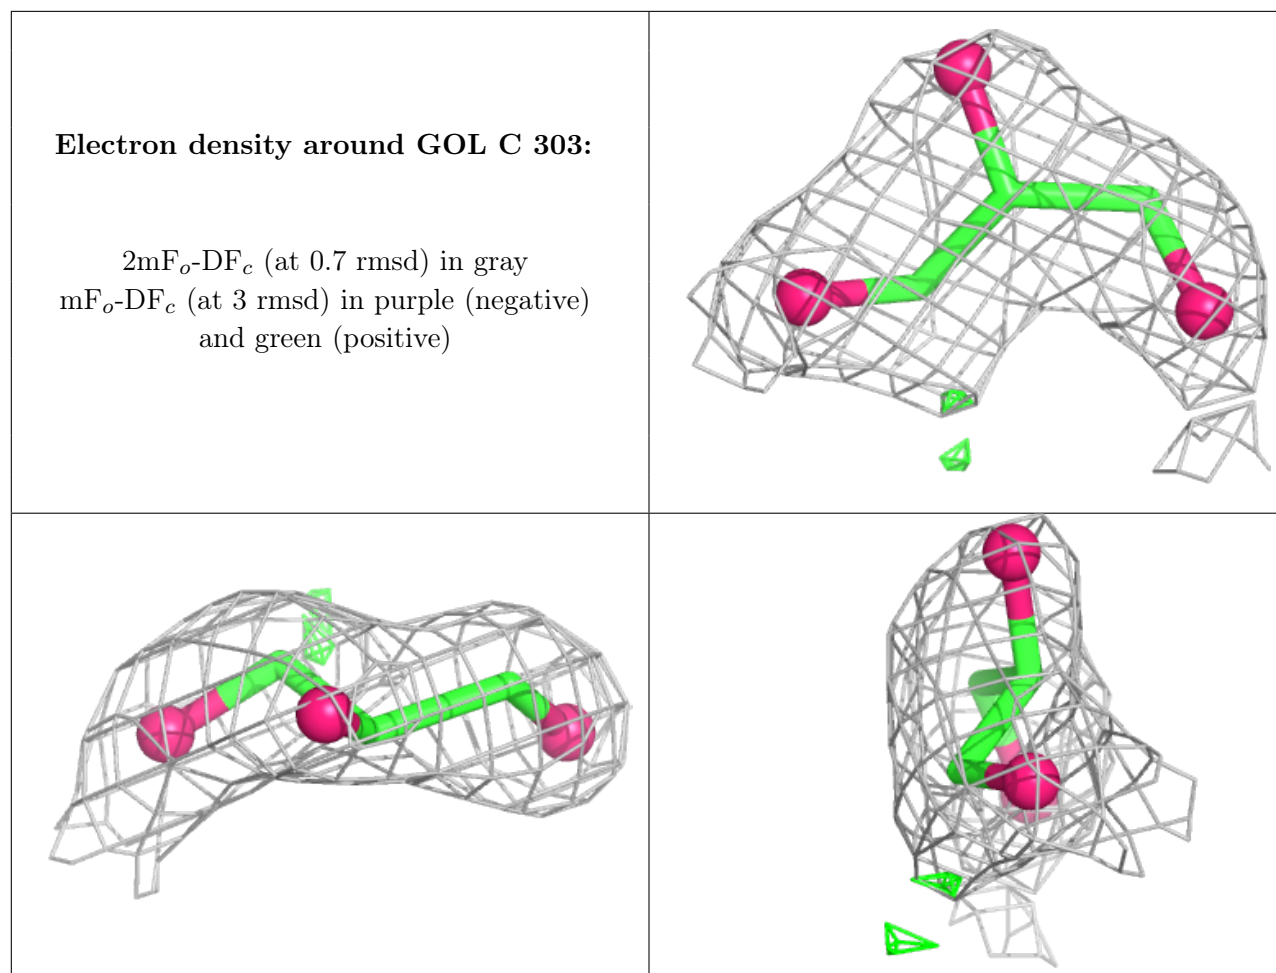 Electron density around GOL C 303:
2mFo-DFc (at 0.7 rmsd) in gray
mFo-DFc (at 3 rmsd) in purple (negative)
and green (positive)